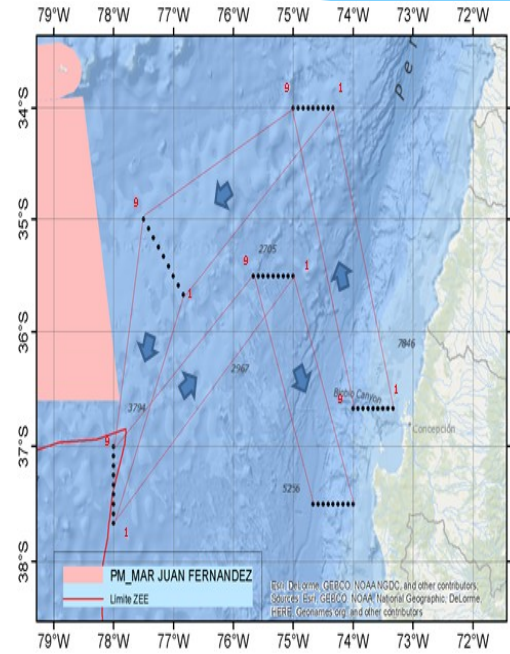 79°W 78°W 77°W 76°W 75°W 74°W 73°W 72°W
Per
9 1
34°S
9
35°S
2705
9 1
1
36°S
7846
2967
Biobio Canyon
1
9
3794
Concepción
37°S
9
5256
1
38°S
PM_MAR JUAN FERNANDEZ
Límite ZEE
Esri, DeLorme, GEBCO, NOAA NGDC, and other contributors;
Sources: Esri, GEBCO, NOAA, National Geographic, DeLorme,
HERE, Geonames.org, and other contributors
79°W 78°W 77°W 76°W 75°W 74°W 73°W 72°W